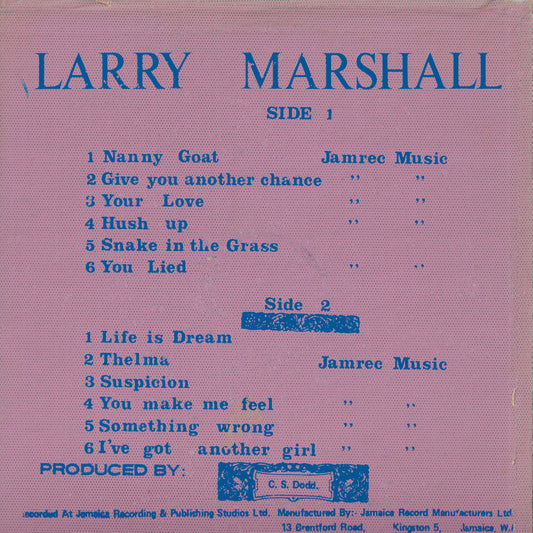 LARRY MARSHALL
SIDE 1
1 Nanny Goat Jamrec Music
2 Give you another chance " "
3 Your Love " "
4 Hush up " "
5 Snake in the Grass
6 You Lied " "
Side 2
1 Life is Dream
2 Thelma Jamrec Music
3 Suspicion
4 You make me feel " "
5 Something wrong " "
6 I've got another girl " "
PRODUCED BY: C. S. Dodd.
ecorded At Jamaica Recording & Publishing Studios Ltd. Manufactured By:- Jamaica Record Manufacturers Ltd.
13 Brentford Road, Kingston 5, Jamaica, W.I